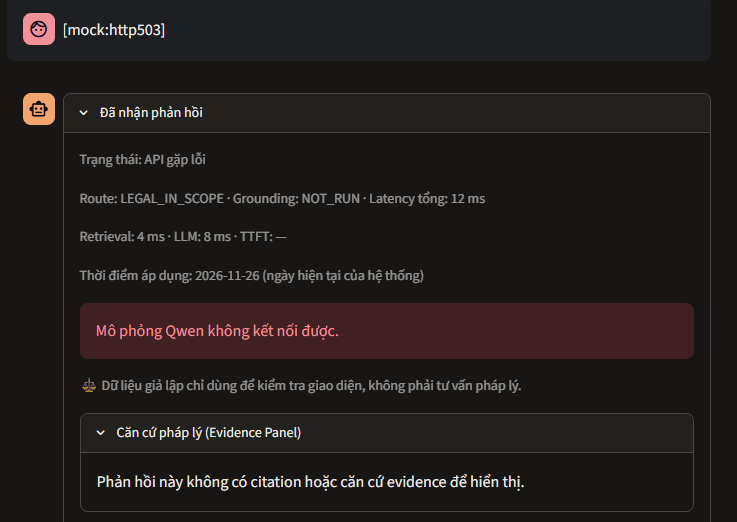 [mock:http503]
Đã nhận phản hồi
Trạng thái: API gặp lỗi
Route: LEGAL_IN_SCOPE · Grounding: NOT_RUN · Latency tổng: 12 ms
Retrieval: 4 ms · LLM: 8 ms · TTFT: —
Thời điểm áp dụng: 2026-11-26 (ngày hiện tại của hệ thống)
Mô phỏng Qwen không kết nối được.
Dữ liệu giả lập chỉ dùng để kiểm tra giao diện, không phải tư vấn pháp lý.
Căn cứ pháp lý (Evidence Panel)
Phản hồi này không có citation hoặc căn cứ evidence để hiển thị.